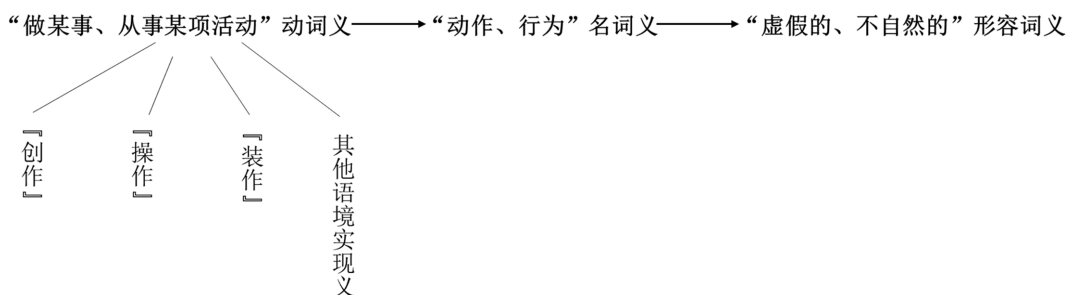 “做某事、从事某项活动”动词义
“动作、行为”名词义
“虚假的、不自然的”形容词义
『创作』
『操作』
『装作』
其他语境实现义